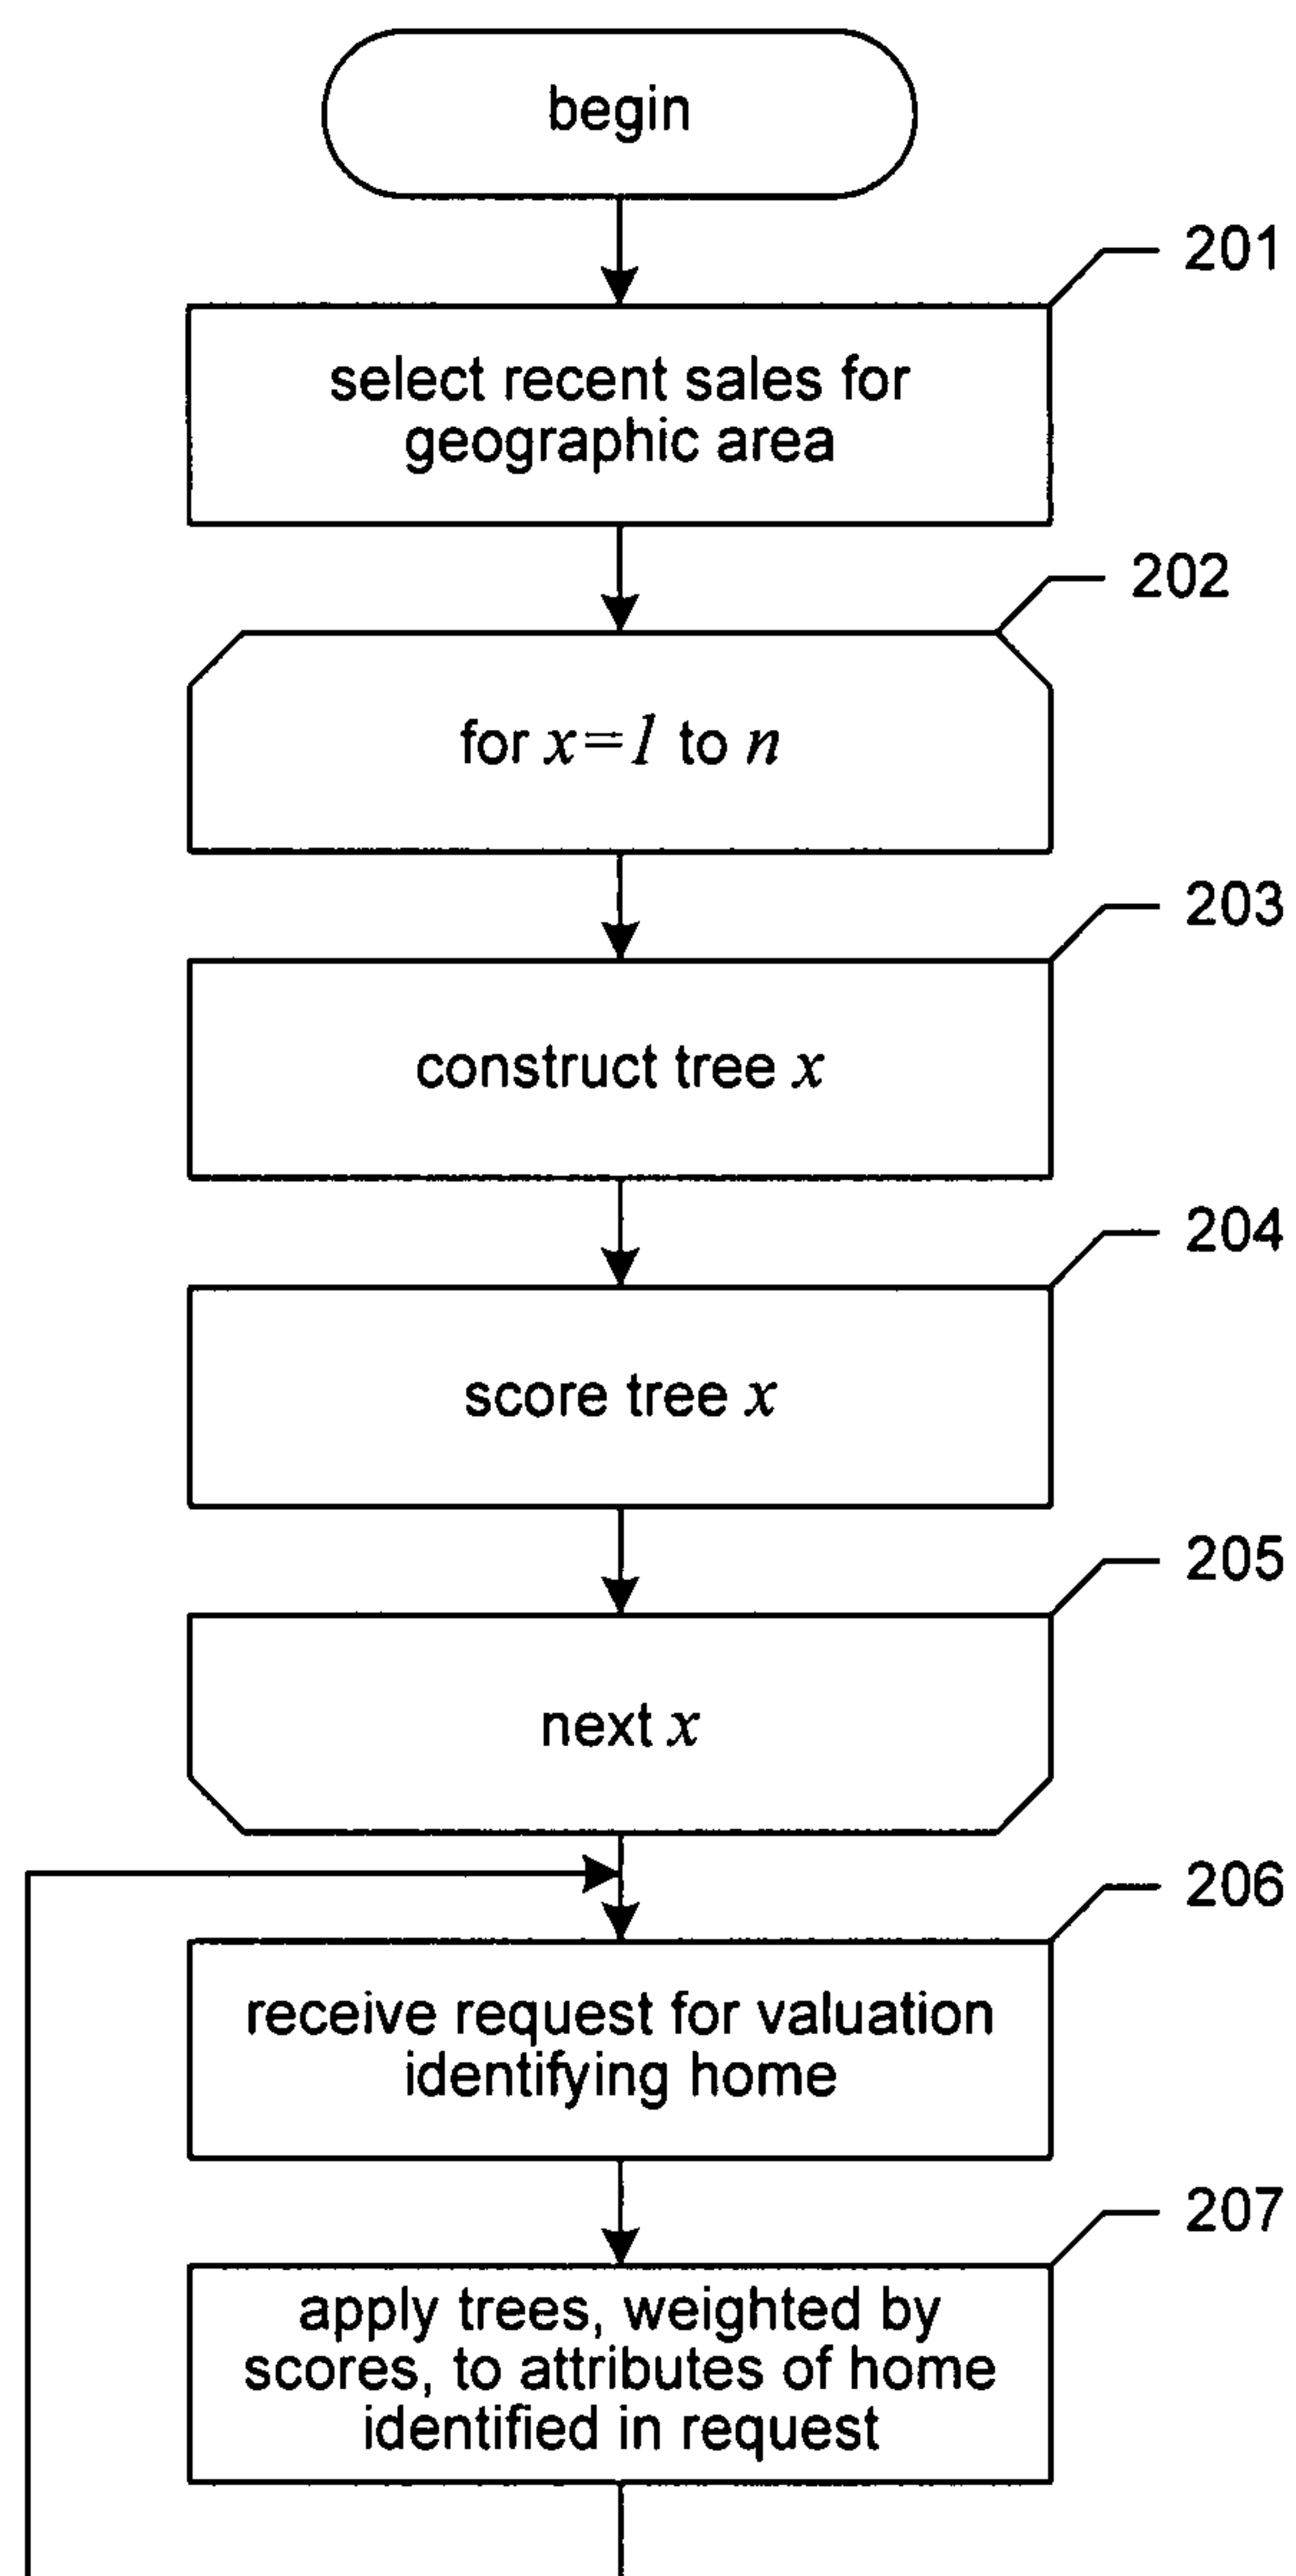 begin
201
select recent sales for
geographic area
202
for x=1 to n
203
construct tree x
204
score tree x
205
next x
206
receive request for valuation
identifying home
207
apply trees, weighted by
scores, to attributes of home
identified in request